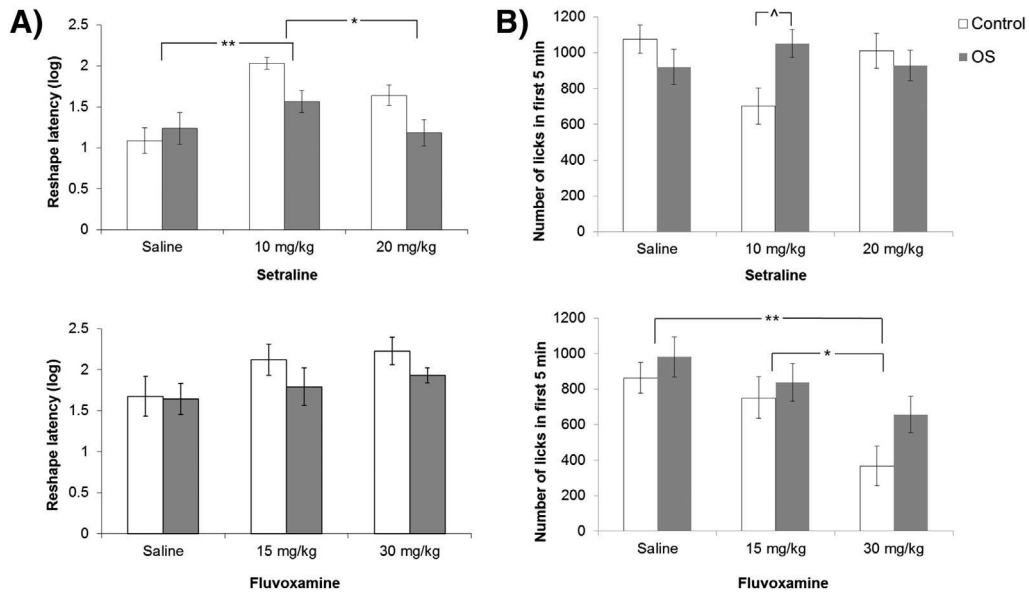 A)
Reshape latency (log)
2.5
2
1.5
1
0.5
0
**
*
Saline
10 mg/kg
20 mg/kg
Setraline
B)
Number of licks in first 5 min
1200
1000
800
600
400
200
0
^
Saline
10 mg/kg
20 mg/kg
Setraline
Control
OS
Reshape latency (log)
2.5
2
1.5
1
0.5
0
Saline
15 mg/kg
30 mg/kg
Fluvoxamine
Number of licks in first 5 min
1200
1000
800
600
400
200
0
**
*
Saline
15 mg/kg
30 mg/kg
Fluvoxamine